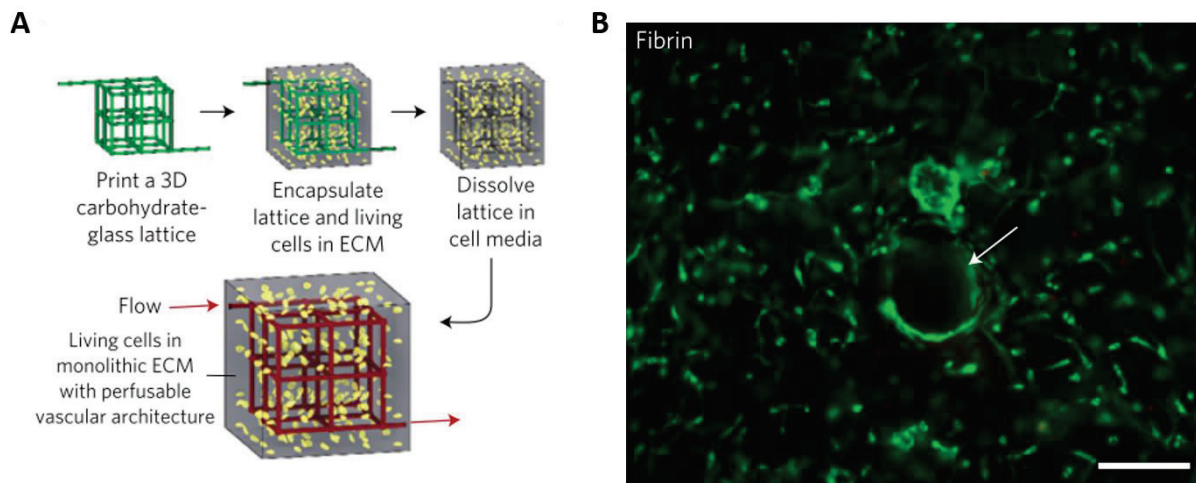 A
Print a 3D
carbohydrate-
glass lattice
Encapsulate
lattice and living
cells in ECM
Dissolve
lattice in
cell media
Flow
Living cells in
monolithic ECM
with perfusable
vascular architecture
B
Fibrin